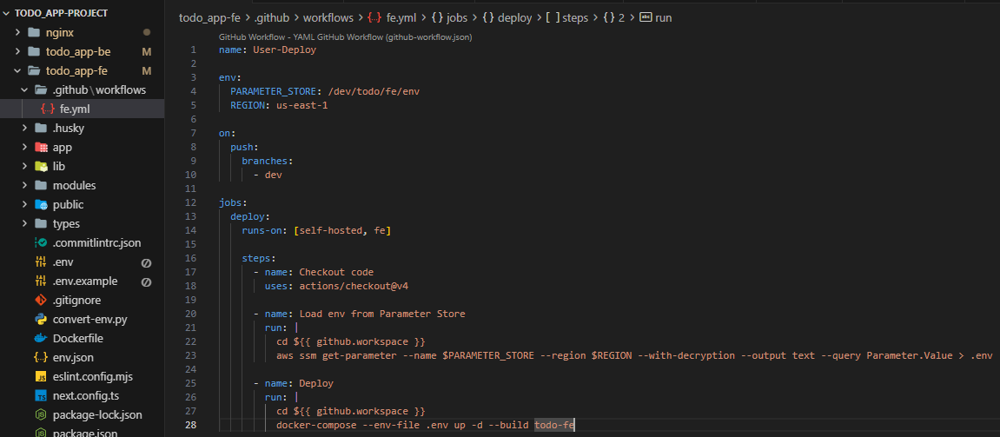 TODO_APP-PROJECT
nginx
todo_app-be M
todo_app-fe M
.github\workflows
{..} fe.yml
.husky
app
lib
modules
public
types
.commitlintrc.json
.env
.env.example
.gitignore
convert-env.py
Dockerfile
{..} env.json
JS eslint.config.mjs
TS next.config.ts
package-lock.json
package.json
todo_app-fe > .github > workflows > {..} fe.yml > {} jobs > {} deploy > [ ] steps > {} 2 > abc run
GitHub Workflow - YAML GitHub Workflow (github-workflow.json)
1 name: User-Deploy
2
3 env:
4 PARAMETER_STORE: /dev/todo/fe/env
5 REGION: us-east-1
6
7 on:
8 push:
9 branches:
10 - dev
11
12 jobs:
13 deploy:
14 runs-on: [self-hosted, fe]
15
16 steps:
17 - name: Checkout code
18 uses: actions/checkout@v4
19
20 - name: Load env from Parameter Store
21 run: |
22 cd ${{ github.workspace }}
23 aws ssm get-parameter --name $PARAMETER_STORE --region $REGION --with-decryption --output text --query Parameter.Value > .env
24
25 - name: Deploy
26 run: |
27 cd ${{ github.workspace }}
28 docker-compose --env-file .env up -d --build todo-fe